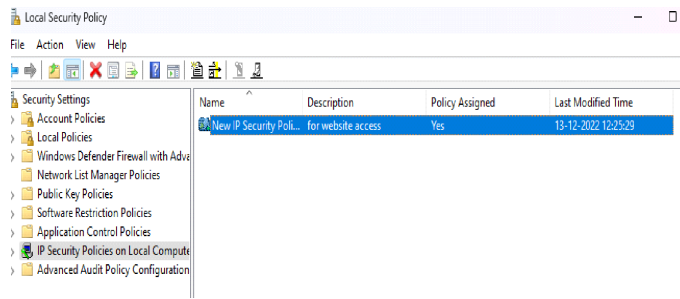 Local Security Policy
File Action View Help
Security Settings
Account Policies
Local Policies
Windows Defender Firewall with Adva
Network List Manager Policies
Public Key Policies
Software Restriction Policies
Application Control Policies
IP Security Policies on Local Compute
Advanced Audit Policy Configuration
Name Description Policy Assigned Last Modified Time
New IP Security Poli... for website access Yes 13-12-2022 12:25:29